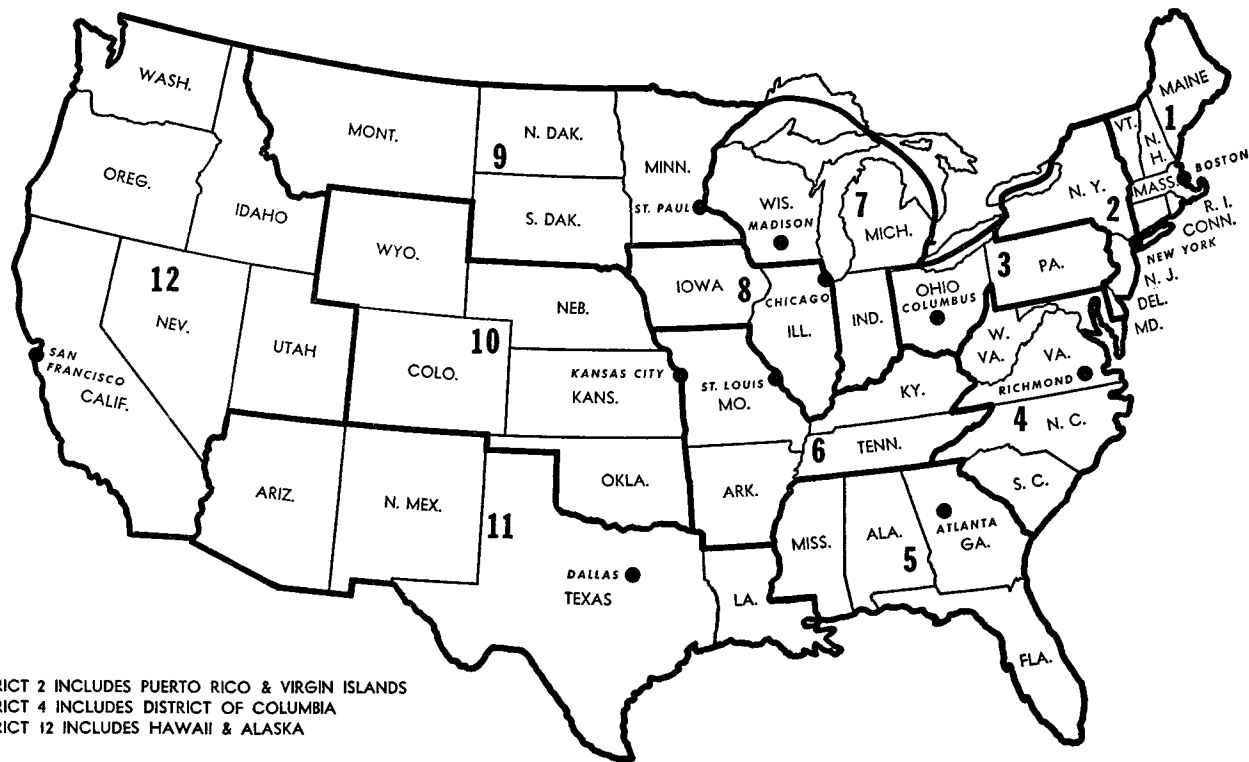 WASH.
MONT.
N. DAK.
MINN.
MAINE
VT.
1
N.
H.
BOSTON
MASS.
OREG.
IDAHO
9
S. DAK.
ST. PAUL
WIS.
MADISON
7
MICH.
N. Y.
2
R. I.
CONN.
NEW YORK
N. J.
DEL.
MD.
WYO.
12
NEV.
UTAH
IOWA
8
CHICAGO
ILL.
IND.
OHIO
COLUMBUS
3
PA.
NEB.
10
COLO.
KANSAS CITY
KANS.
ST. LOUIS
MO.
KY.
W.
VA.
VA.
RICHMOND
SAN
FRANCISCO
CALIF.
4
N. C.
6
TENN.
ARIZ.
N. MEX.
11
OKLA.
ARK.
S. C.
MISS.
ALA.
5
ATLANTA
GA.
DALLAS
TEXAS
LA.
FLA.
RICT 2 INCLUDES PUERTO RICO & VIRGIN ISLANDS
RICT 4 INCLUDES DISTRICT OF COLUMBIA
RICT 12 INCLUDES HAWAII & ALASKA